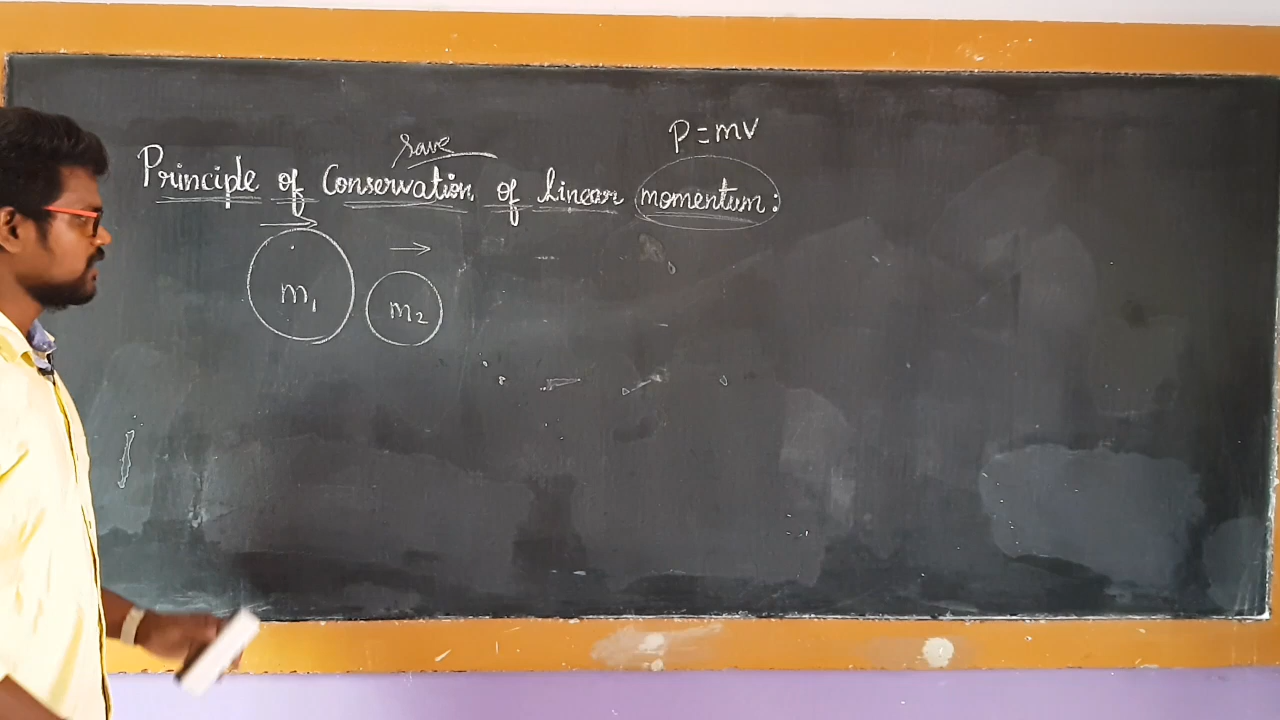 P=mv
save
Principle of Conservation of linear momentum:
m₁ m₂